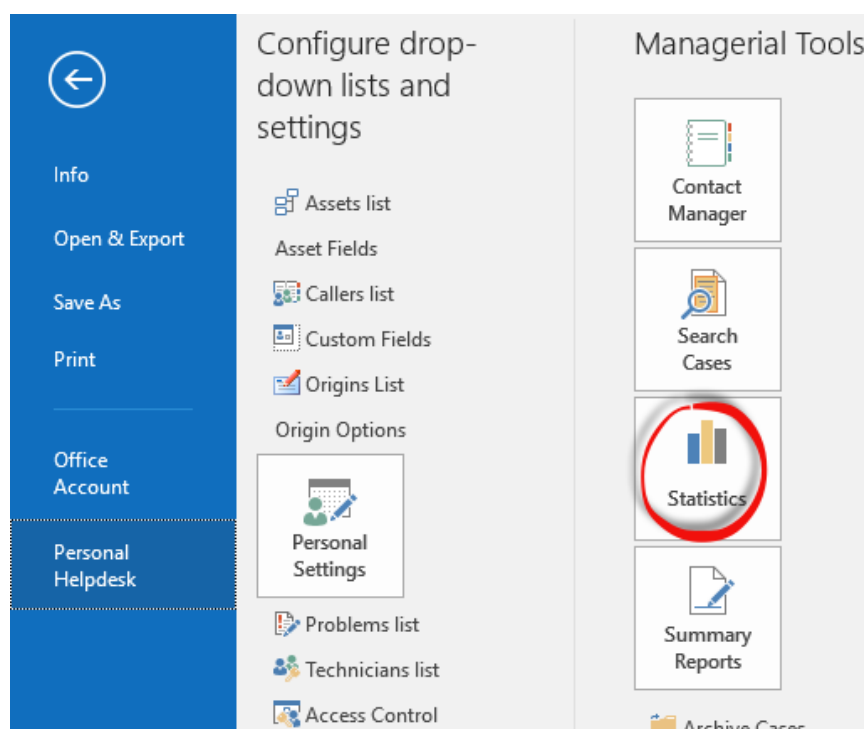 Info
Open & Export
Save As
Print
Office
Account
Personal
Helpdesk
Configure drop-
down lists and
settings
Assets list
Asset Fields
Callers list
Custom Fields
Origins List
Origin Options
Personal
Settings
Problems list
Technicians list
Access Control
Managerial Tools
Contact
Manager
Search
Cases
Statistics
Summary
Reports
Archive Cases